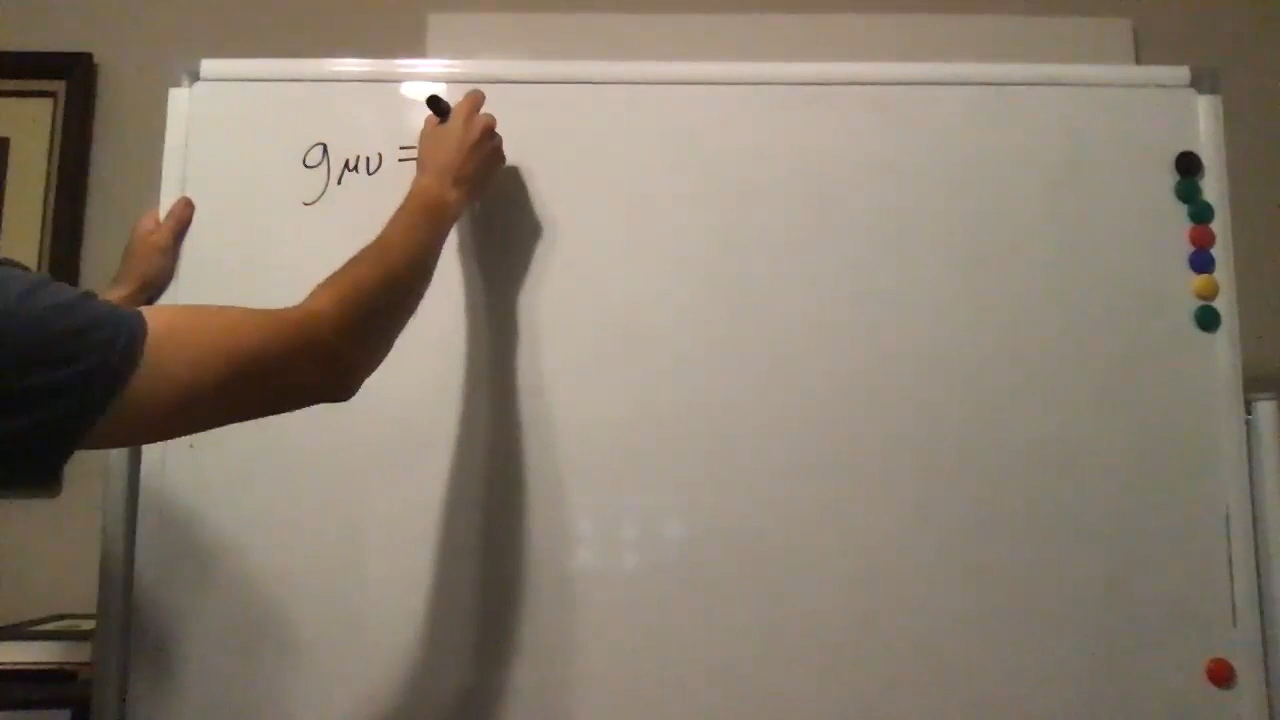 gμν =